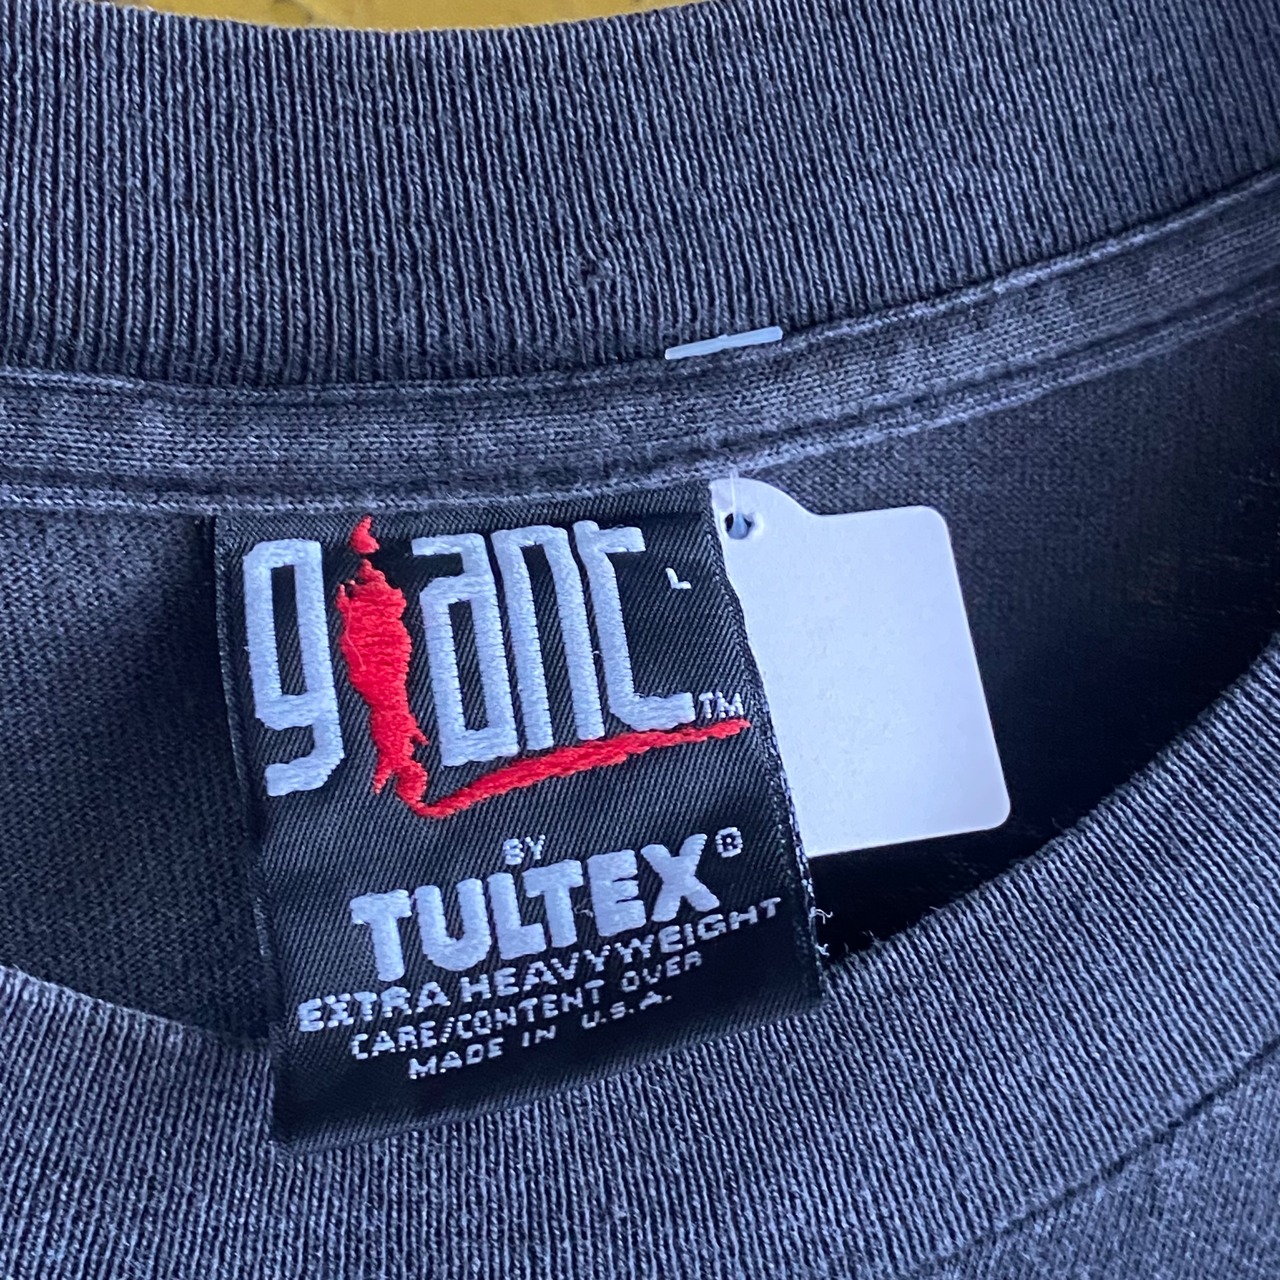 giant L
TM
BY
TULTEX®
EXTRA HEAVYWEIGHT
CARE/CONTENT OVER
MADE IN U.S.A.